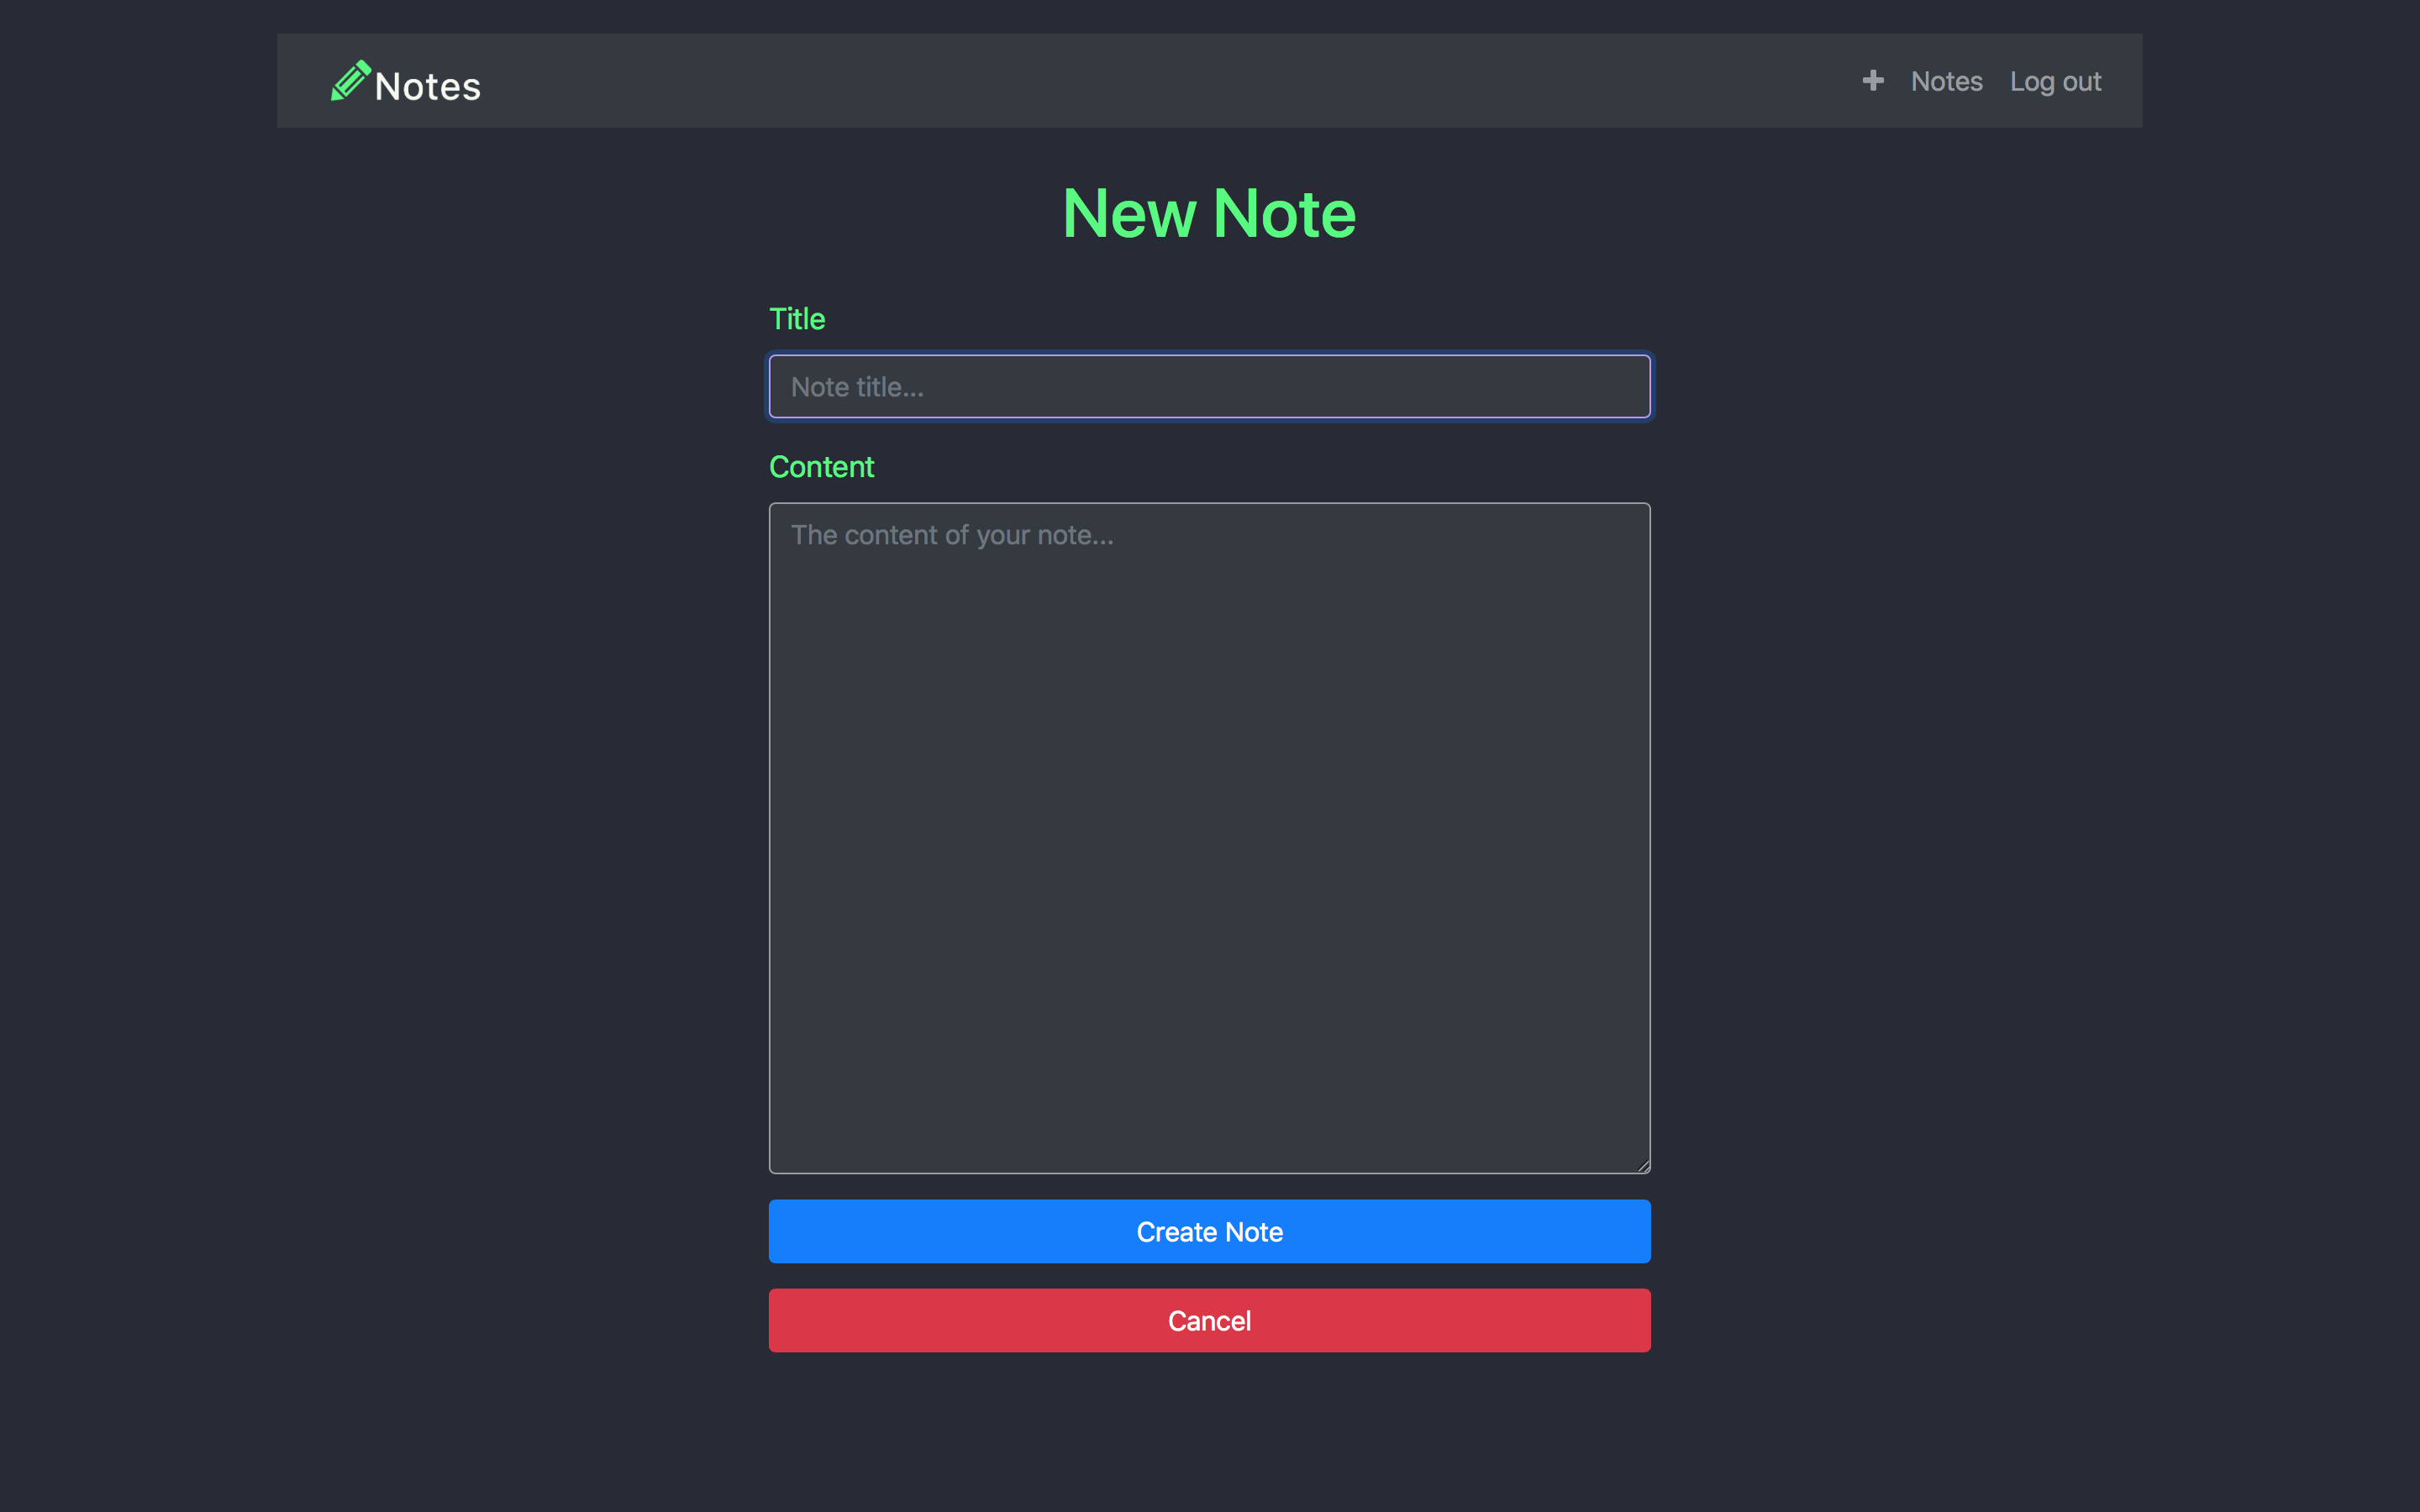 Notes
Notes Log out
New Note
Title
Note title...
Content
The content of your note...
Create Note
Cancel